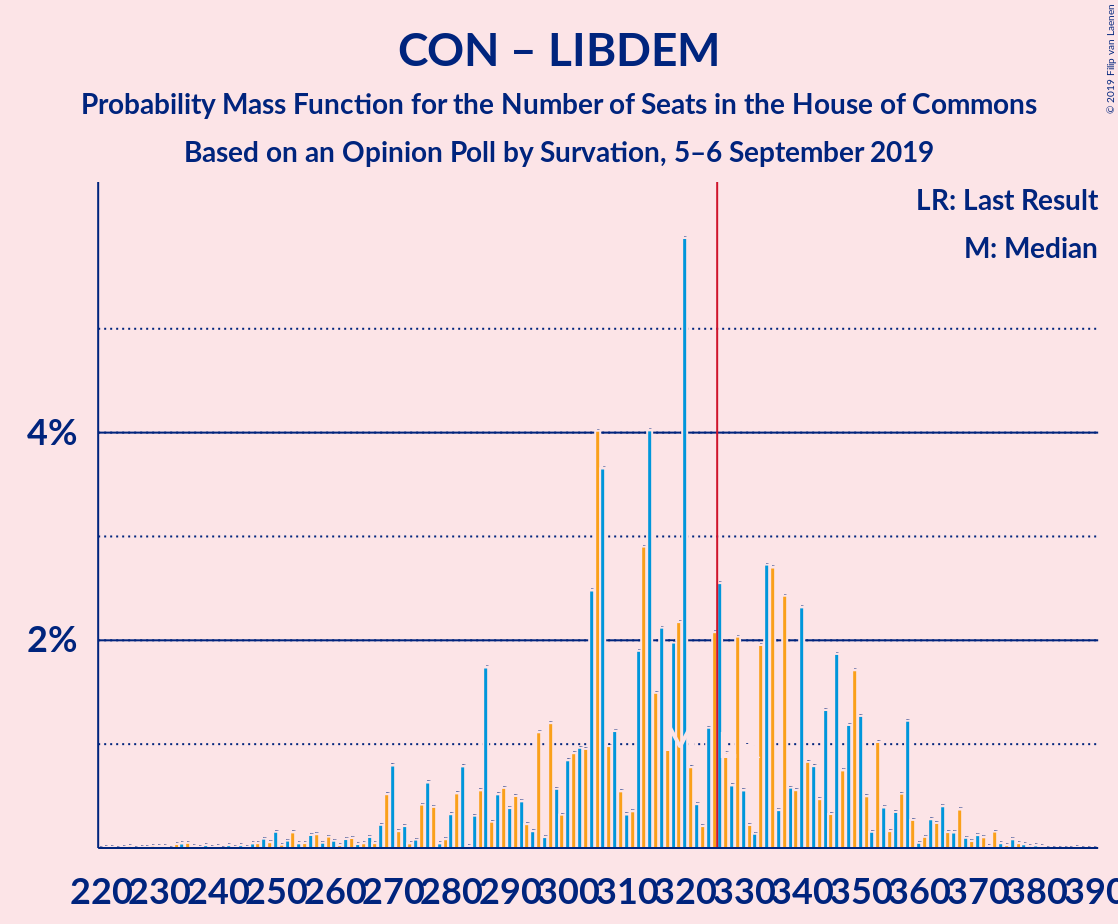 CON – LIBDEM
Probability Mass Function for the Number of Seats in the House of Commons
Based on an Opinion Poll by Survation, 5–6 September 2019
© 2019 Filip van Laenen
LR: Last Result
M: Median
4%
2%
M
220 230 240 250 260 270 280 290 300 310 320 330 340 350 360 370 380 390